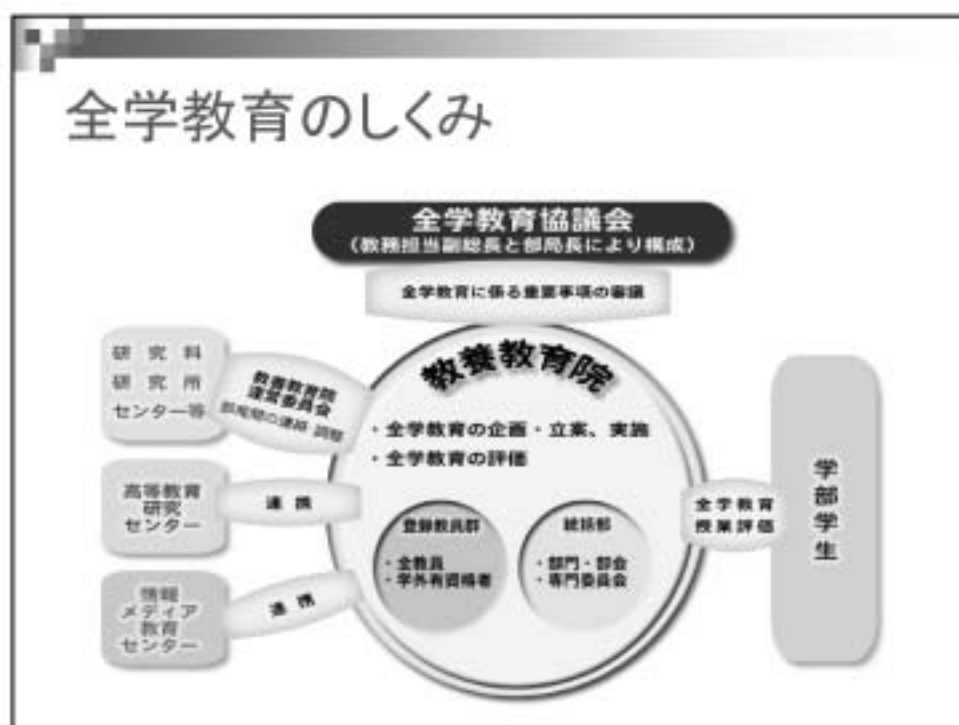 全学教育のしくみ
全学教育協議会
(教務担当副総長と部局長により構成)
全学教育に係る重要事項の審議
研究科
研究所
センター等
教養教育院
運営委員会
部局間の連絡・調整
高等教育
研究
センター
連携
情報
メディア
教育
センター
連携
教養教育院
・全学教育の企画・立案、実施
・全学教育の評価
登録教員群
・全教員
・学外有資格者
統括部
・部門・部会
・専門委員会
全学教育
授業評価
学部学生